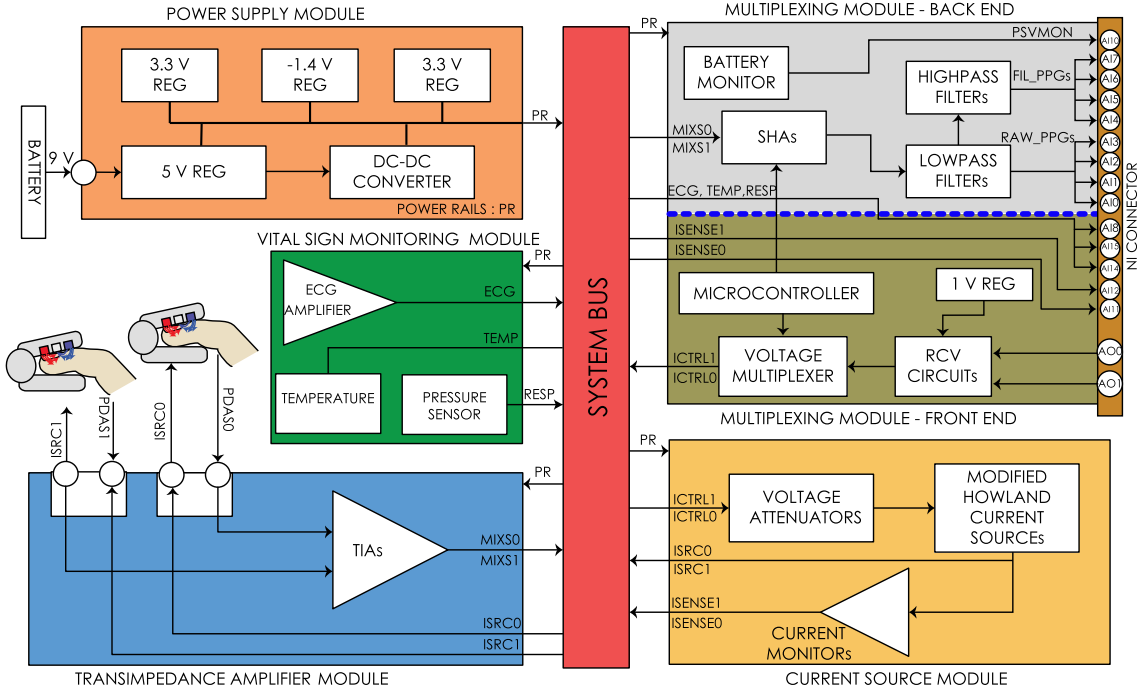 POWER SUPPLY MODULE
3.3 V
REG
-1.4 V
REG
3.3 V
REG
PR
BATTERY
9 V
5 V REG
DC-DC
CONVERTER
POWER RAILS : PR
VITAL SIGN MONITORING MODULE
PR
ECG
AMPLIFIER
ECG
TEMP
TEMPERATURE
PRESSURE
SENSOR
RESP
ISRC1
PDAS1
ISRC0
PDAS0
PR
TIAs
MIXS0
MIXS1
ISRC0
ISRC1
TRANSIMPEDANCE AMPLIFIER MODULE
SYSTEM BUS
MULTIPLEXING MODULE - BACK END
PR
PSVMON
BATTERY
MONITOR
HIGHPASS
FILTERs
FIL_PPGs
MIXS0
MIXS1
SHAs
RAW_PPGs
LOWPASS
FILTERs
ECG, TEMP,RESP
ISENSE1
ISENSE0
MICROCONTROLLER
1 V REG
ICTRL1
ICTRL0
VOLTAGE
MULTIPLEXER
RCV
CIRCUITs
AI10
AI7
AI6
AI5
AI4
AI3
AI2
AI1
AI0
AI8
AI15
AI14
AI12
AI11
AO0
AO1
NI CONNECTOR
MULTIPLEXING MODULE - FRONT END
PR
ICTRL1
ICTRL0
VOLTAGE
ATTENUATORs
MODIFIED
HOWLAND
CURRENT
SOURCEs
ISRC0
ISRC1
ISENSE1
ISENSE0
CURRENT
MONITORs
CURRENT SOURCE MODULE